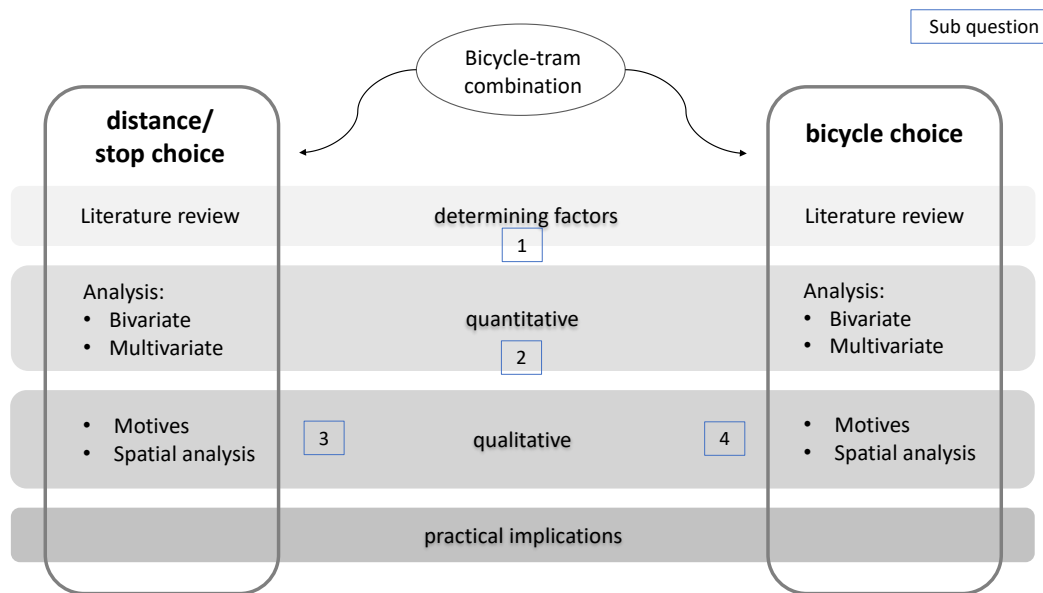 Sub question
Bicycle-tram
combination
distance/
stop choice
bicycle choice
Literature review
determining factors
Literature review
1
Analysis:
• Bivariate
• Multivariate
quantitative
2
Analysis:
• Bivariate
• Multivariate
• Motives
• Spatial analysis
3
qualitative
4
• Motives
• Spatial analysis
practical implications